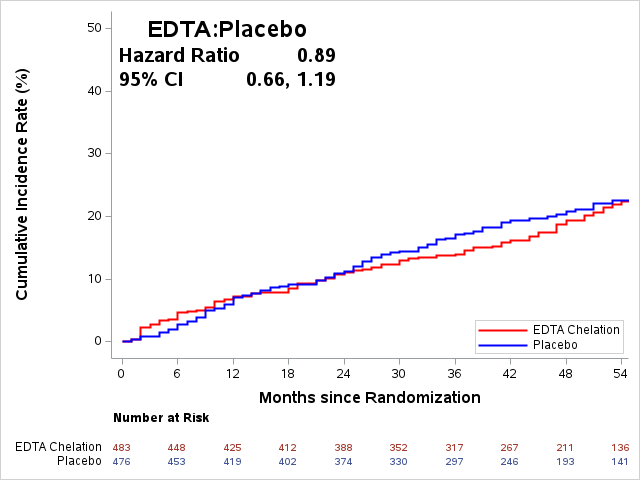 EDTA:Placebo
Hazard Ratio 0.89
95% CI 0.66, 1.19
Cumulative Incidence Rate (%)
50
40
30
20
10
0
EDTA Chelation
Placebo
0 6 12 18 24 30 36 42 48 54
Months since Randomization
Number at Risk
EDTA Chelation 483 448 425 412 388 352 317 267 211 136
Placebo 476 453 419 402 374 330 297 246 193 141